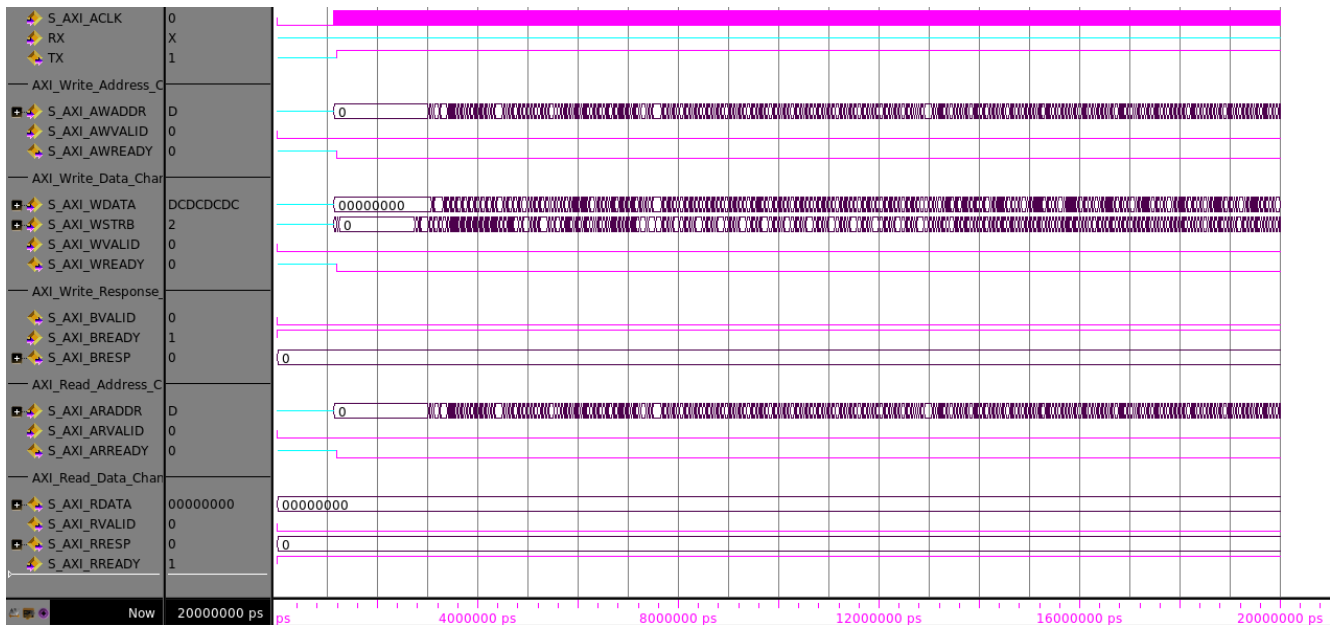 S_AXI_ACLK 0
RX X
TX 1
AXI_Write_Address_C
S_AXI_AWADDR D 0
S_AXI_AWVALID 0
S_AXI_AWREADY 0
AXI_Write_Data_Chan
S_AXI_WDATA DCDCDCDC 00000000
S_AXI_WSTRB 2 0
S_AXI_WVALID 0
S_AXI_WREADY 0
AXI_Write_Response_
S_AXI_BVALID 0
S_AXI_BREADY 1
S_AXI_BRESP 0 0
AXI_Read_Address_C
S_AXI_ARADDR D 0
S_AXI_ARVALID 0
S_AXI_ARREADY 0
AXI_Read_Data_Chan
S_AXI_RDATA 00000000 00000000
S_AXI_RVALID 0
S_AXI_RRESP 0 0
S_AXI_RREADY 1
Now 20000000 ps ps 4000000 ps 8000000 ps 12000000 ps 16000000 ps 20000000 ps